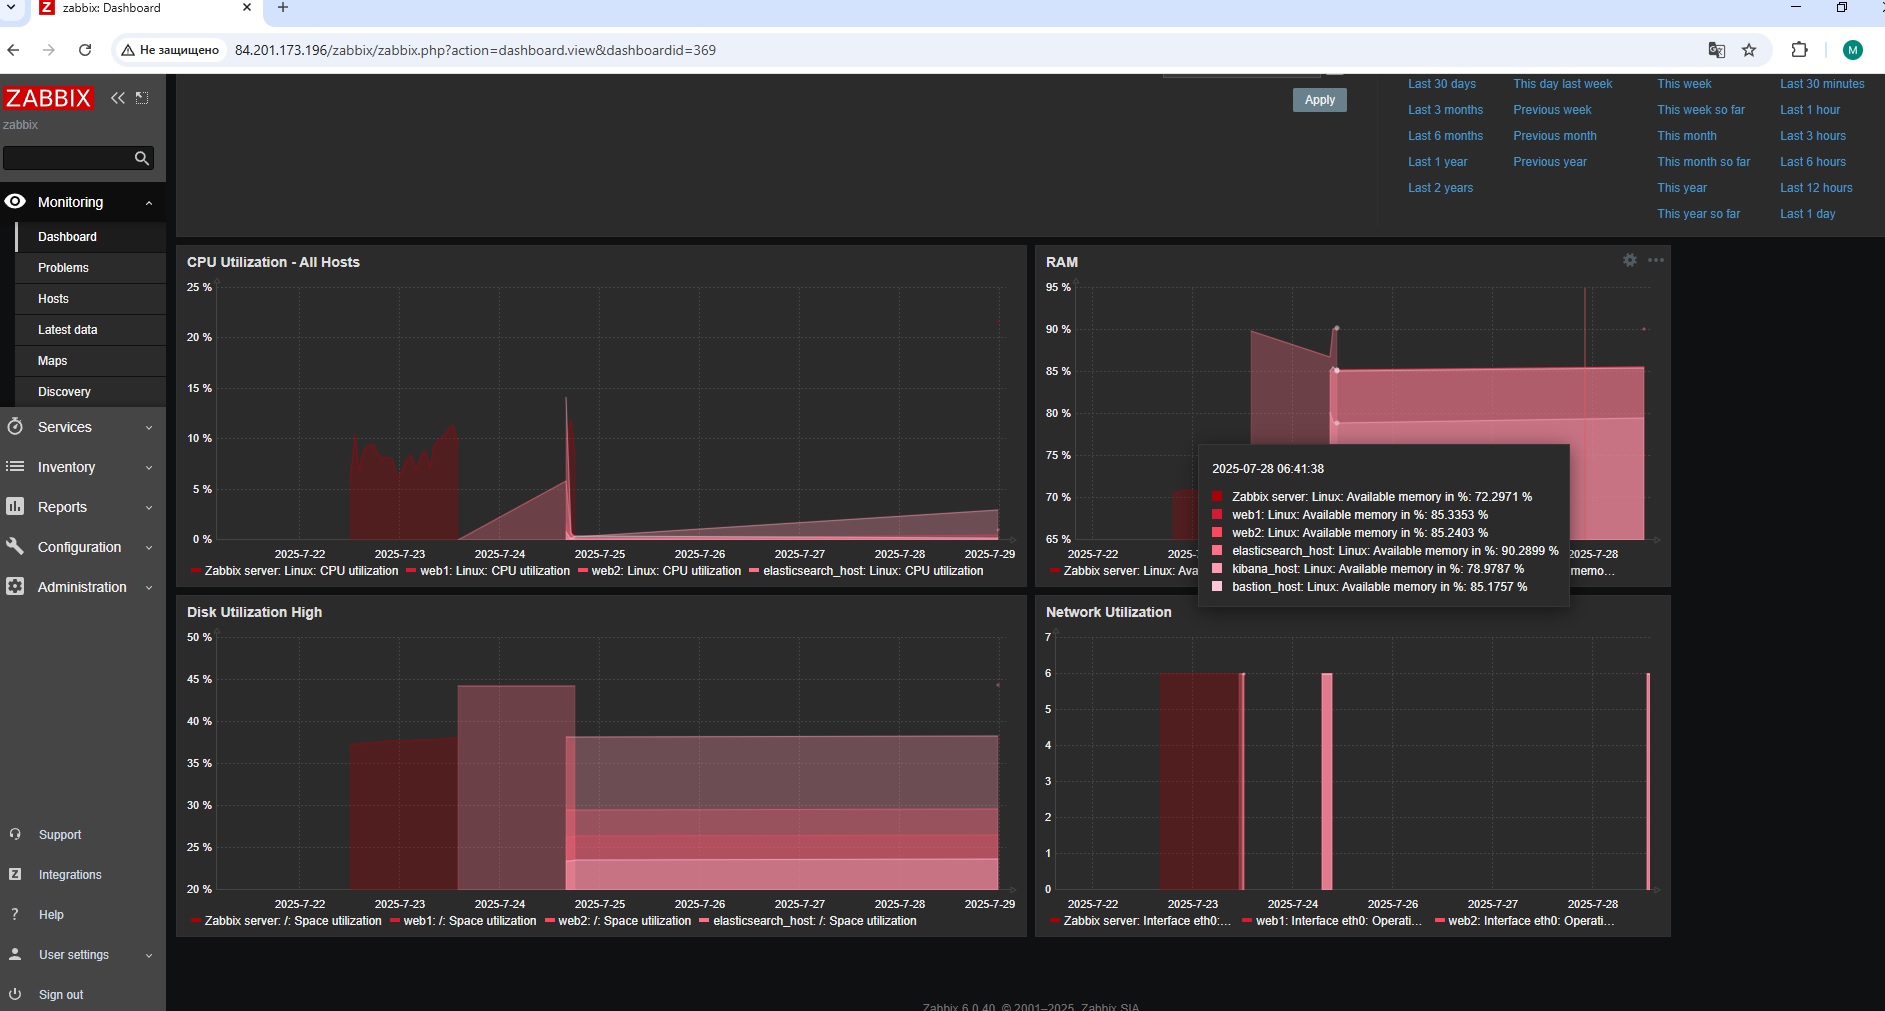 zabbix: Dashboard
Не защищено 84.201.173.196/zabbix/zabbix.php?action=dashboard.view&dashboardid=369
M
ZABBIX
zabbix
Monitoring
Dashboard
Problems
Hosts
Latest data
Maps
Discovery
Services
Inventory
Reports
Configuration
Administration
Support
Integrations
Help
User settings
Sign out
Apply
Last 30 days This day last week This week Last 30 minutes
Last 3 months Previous week This week so far Last 1 hour
Last 6 months Previous month This month Last 3 hours
Last 1 year Previous year This month so far Last 6 hours
Last 2 years This year Last 12 hours
This year so far Last 1 day
CPU Utilization - All Hosts
25 %
20 %
15 %
10 %
5 %
0 %
2025-7-22 2025-7-23 2025-7-24 2025-7-25 2025-7-26 2025-7-27 2025-7-28 2025-7-29
Zabbix server: Linux: CPU utilization web1: Linux: CPU utilization web2: Linux: CPU utilization elasticsearch_host: Linux: CPU utilization
RAM
95 %
90 %
85 %
80 %
75 %
70 %
65 %
2025-7-22 2025-7 2025-7-28
Zabbix server: Linux: Ava memo...
2025-07-28 06:41:38
Zabbix server: Linux: Available memory in %: 72.2971 %
web1: Linux: Available memory in %: 85.3353 %
web2: Linux: Available memory in %: 85.2403 %
elasticsearch_host: Linux: Available memory in %: 90.2899 %
kibana_host: Linux: Available memory in %: 78.9787 %
bastion_host: Linux: Available memory in %: 85.1757 %
Disk Utilization High
50 %
45 %
40 %
35 %
30 %
25 %
20 %
2025-7-22 2025-7-23 2025-7-24 2025-7-25 2025-7-26 2025-7-27 2025-7-28 2025-7-29
Zabbix server: /: Space utilization web1: /: Space utilization web2: /: Space utilization elasticsearch_host: /: Space utilization
Network Utilization
7
6
5
4
3
2
1
0
2025-7-22 2025-7-23 2025-7-24 2025-7-26 2025-7-27 2025-7-28
Zabbix server: Interface eth0:... web1: Interface eth0: Operati... web2: Interface eth0: Operati...
Zabbix 6.0.40. © 2001–2025, Zabbix SIA